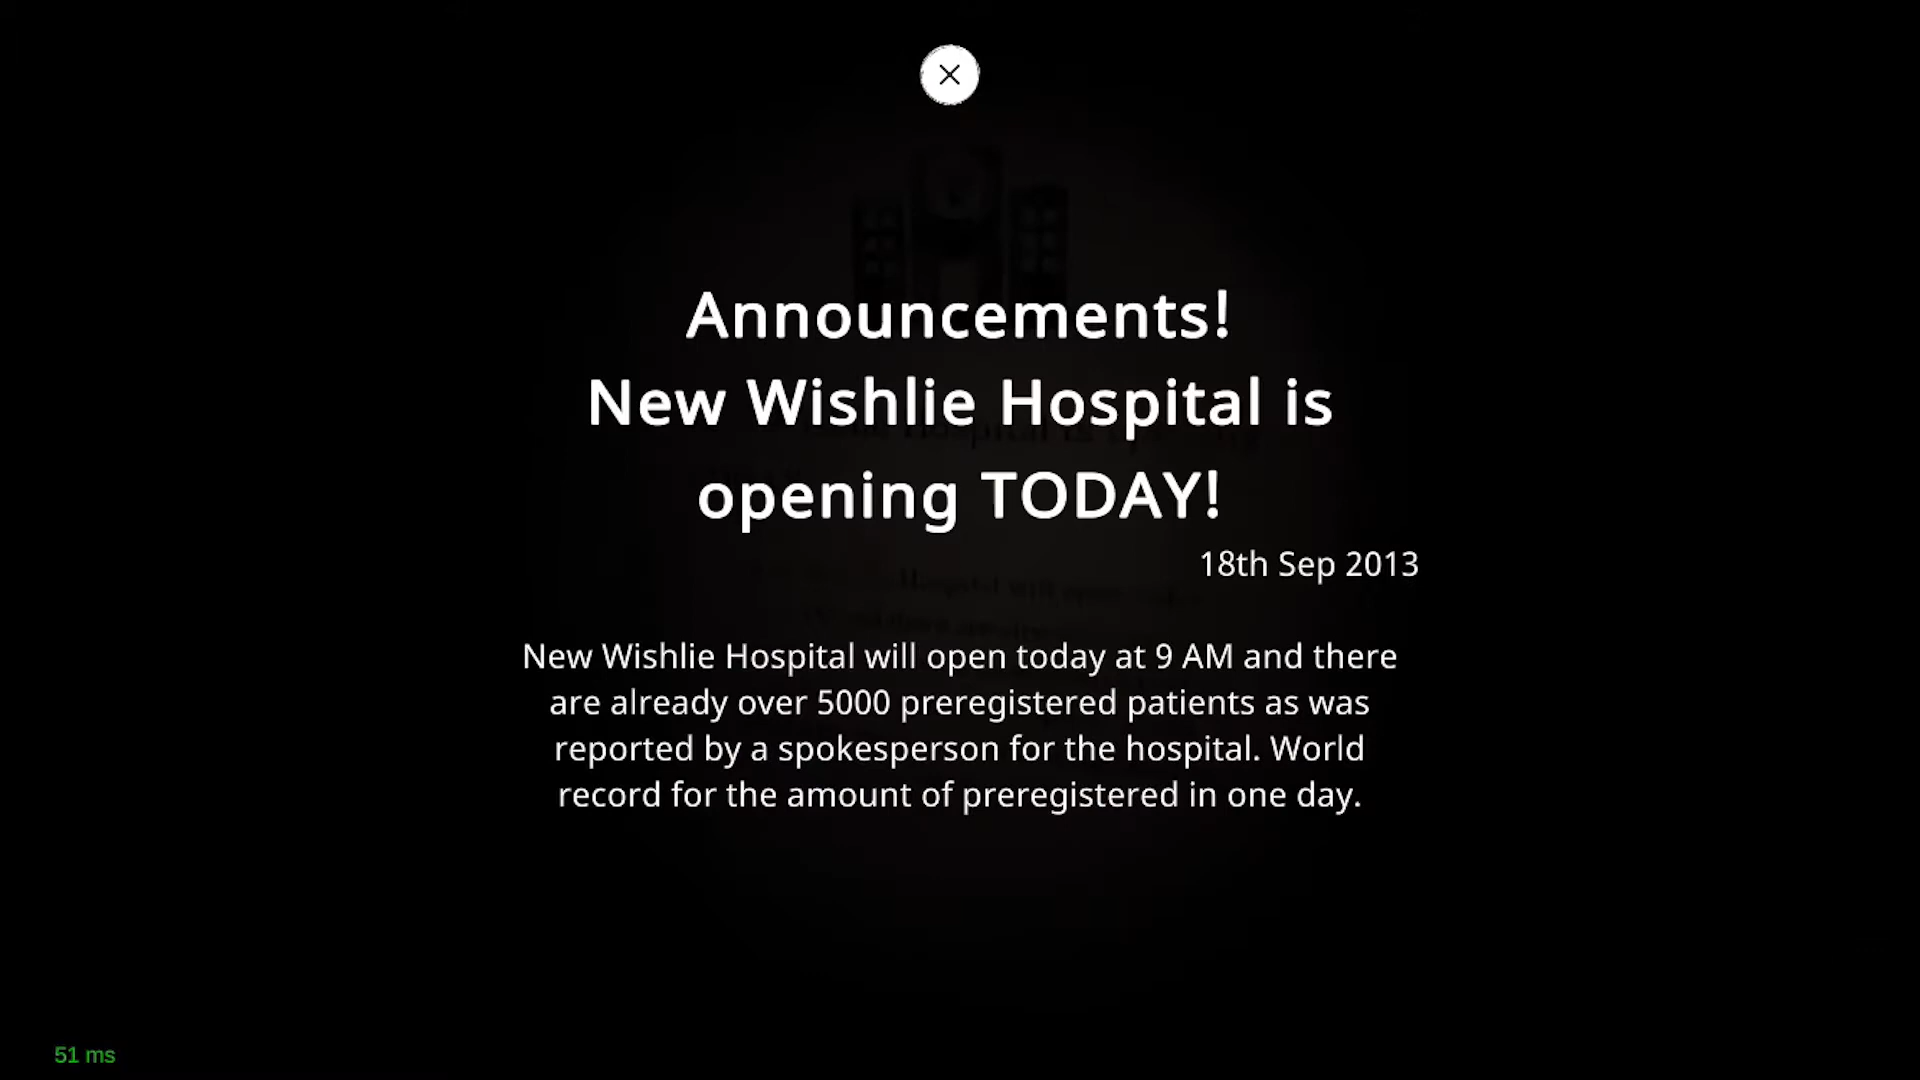 Announcements!
New Wishlie Hospital is
opening TODAY!
18th Sep 2013
New Wishlie Hospital will open today at 9 AM and there
are already over 5000 preregistered patients as was
reported by a spokesperson for the hospital. World
record for the amount of preregistered in one day.
51 ms